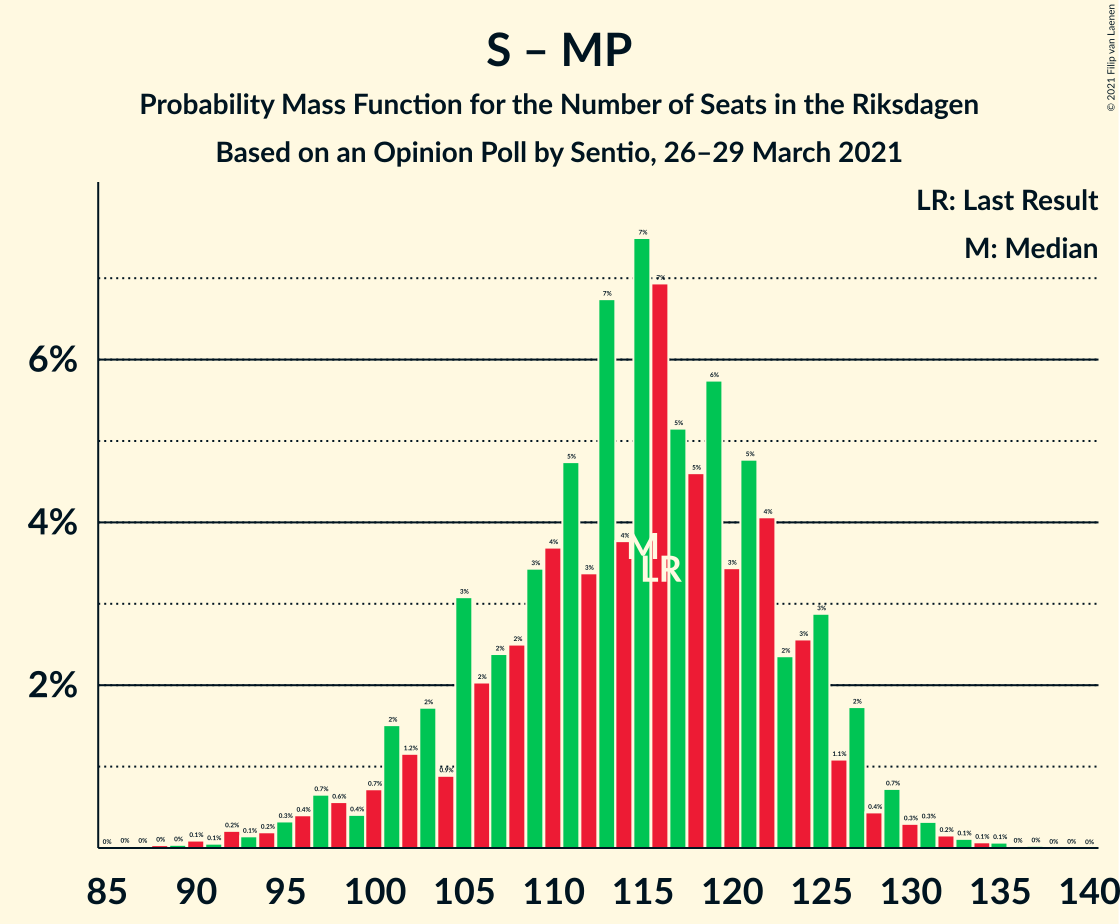 S – MP
Probability Mass Function for the Number of Seats in the Riksdagen
Based on an Opinion Poll by Sentio, 26–29 March 2021
© 2021 Filip van Laenen
LR: Last Result
M: Median
6%
4%
2%
0% 0% 0% 0% 0% 0.1% 0.1% 0.2% 0.1% 0.2% 0.3% 0.4% 0.7% 0.6% 0.4% 0.7% 2% 1.2% 2% 0.9% 3% 2% 2% 2% 3% 4% 5% 3% 7% 4% 7% 7% 5% 5% 6% 3% 5% 4% 2% 3% 3% 1.1% 2% 0.4% 0.7% 0.3% 0.3% 0.2% 0.1% 0.1% 0.1% 0% 0% 0% 0% 0%
M
LR
85 90 95 100 105 110 115 120 125 130 135 140